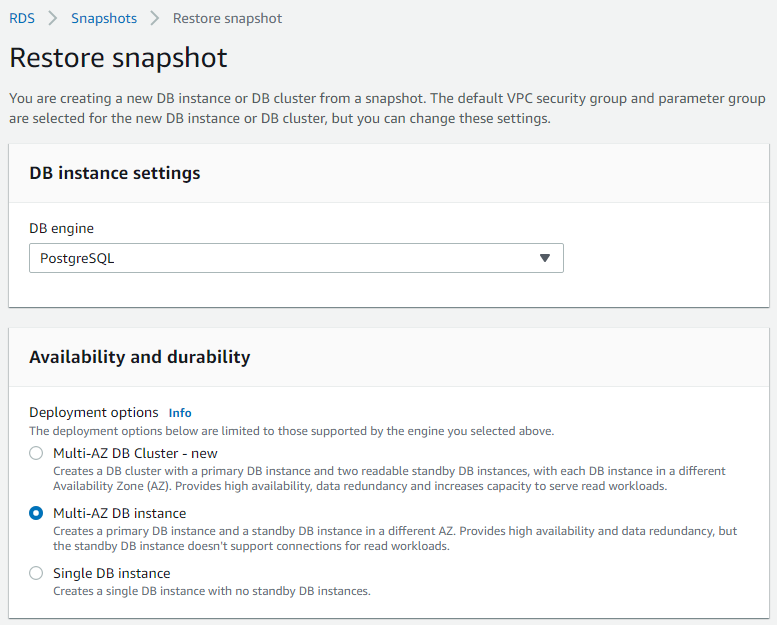 RDS > Snapshots > Restore snapshot
Restore snapshot
You are creating a new DB instance or DB cluster from a snapshot. The default VPC security group and parameter group
are selected for the new DB instance or DB cluster, but you can change these settings.
DB instance settings
DB engine
PostgreSQL
Availability and durability
Deployment options Info
The deployment options below are limited to those supported by the engine you selected above.
Multi-AZ DB Cluster - new
Creates a DB cluster with a primary DB instance and two readable standby DB instances, with each DB instance in a different
Availability Zone (AZ). Provides high availability, data redundancy and increases capacity to serve read workloads.
Multi-AZ DB instance
Creates a primary DB instance and a standby DB instance in a different AZ. Provides high availability and data redundancy, but
the standby DB instance doesn't support connections for read workloads.
Single DB instance
Creates a single DB instance with no standby DB instances.